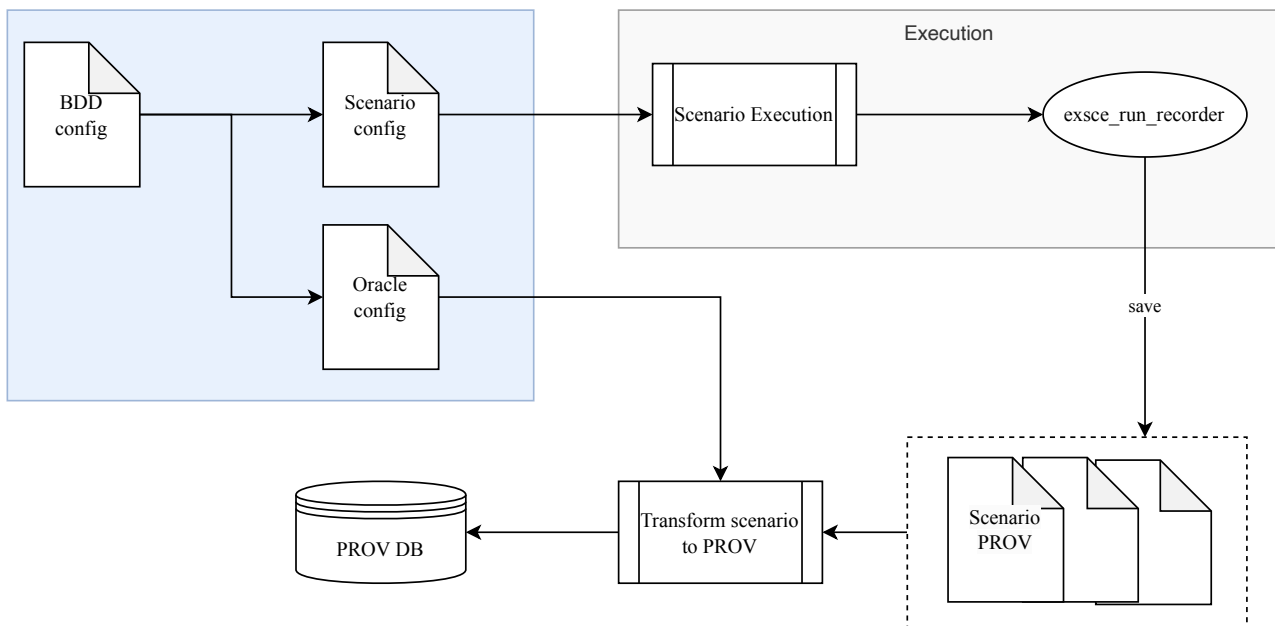 Execution
BDD
config
Scenario
config
Scenario Execution
exsce_run_recorder
Oracle
config
save
Scenario
PROV
Transform scenario
to PROV
PROV DB